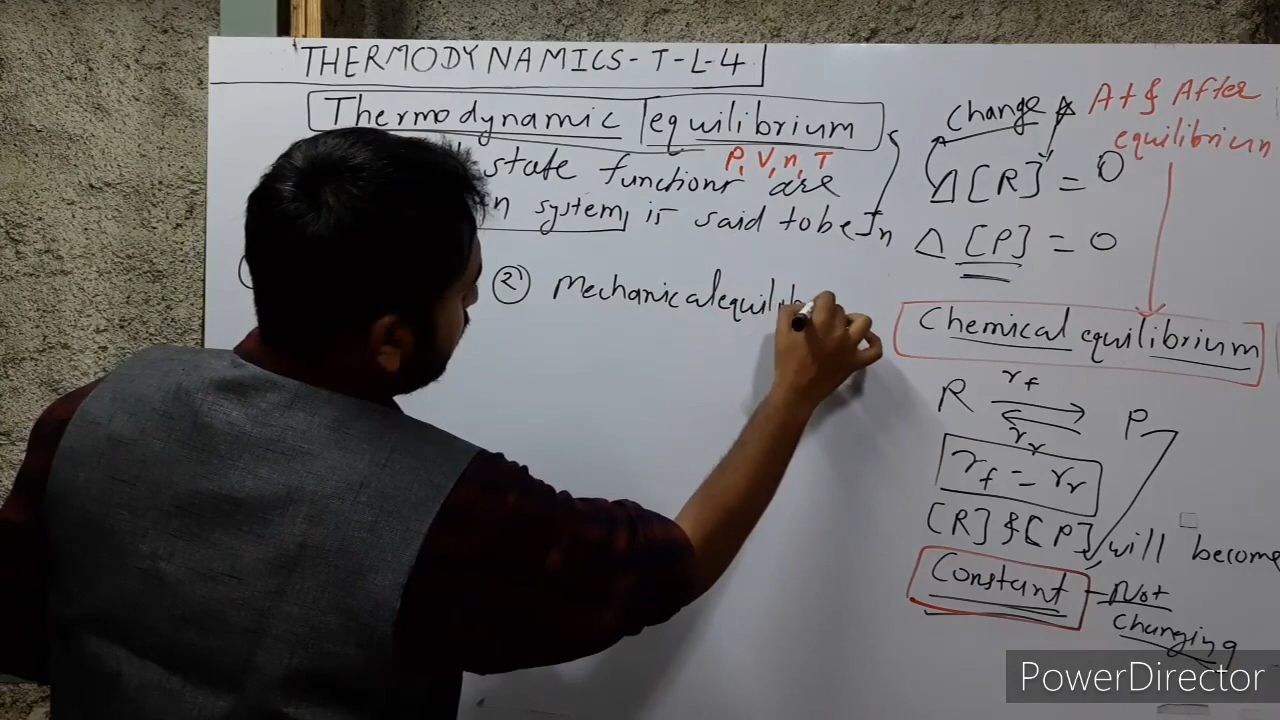 THERMODYNAMICS-T-L-4
Thermodynamic equilibrium
P, V, n, T
state functions are
n system, is said to be In
② Mechanical equilib
Change
At & After
equilibrium
Δ[R] = 0
Δ[P] = 0
Chemical equilibrium
R ⇌ P
rf
rr
rf = rr
[R] & [P] will become
Constant - Not
Changing
PowerDirector